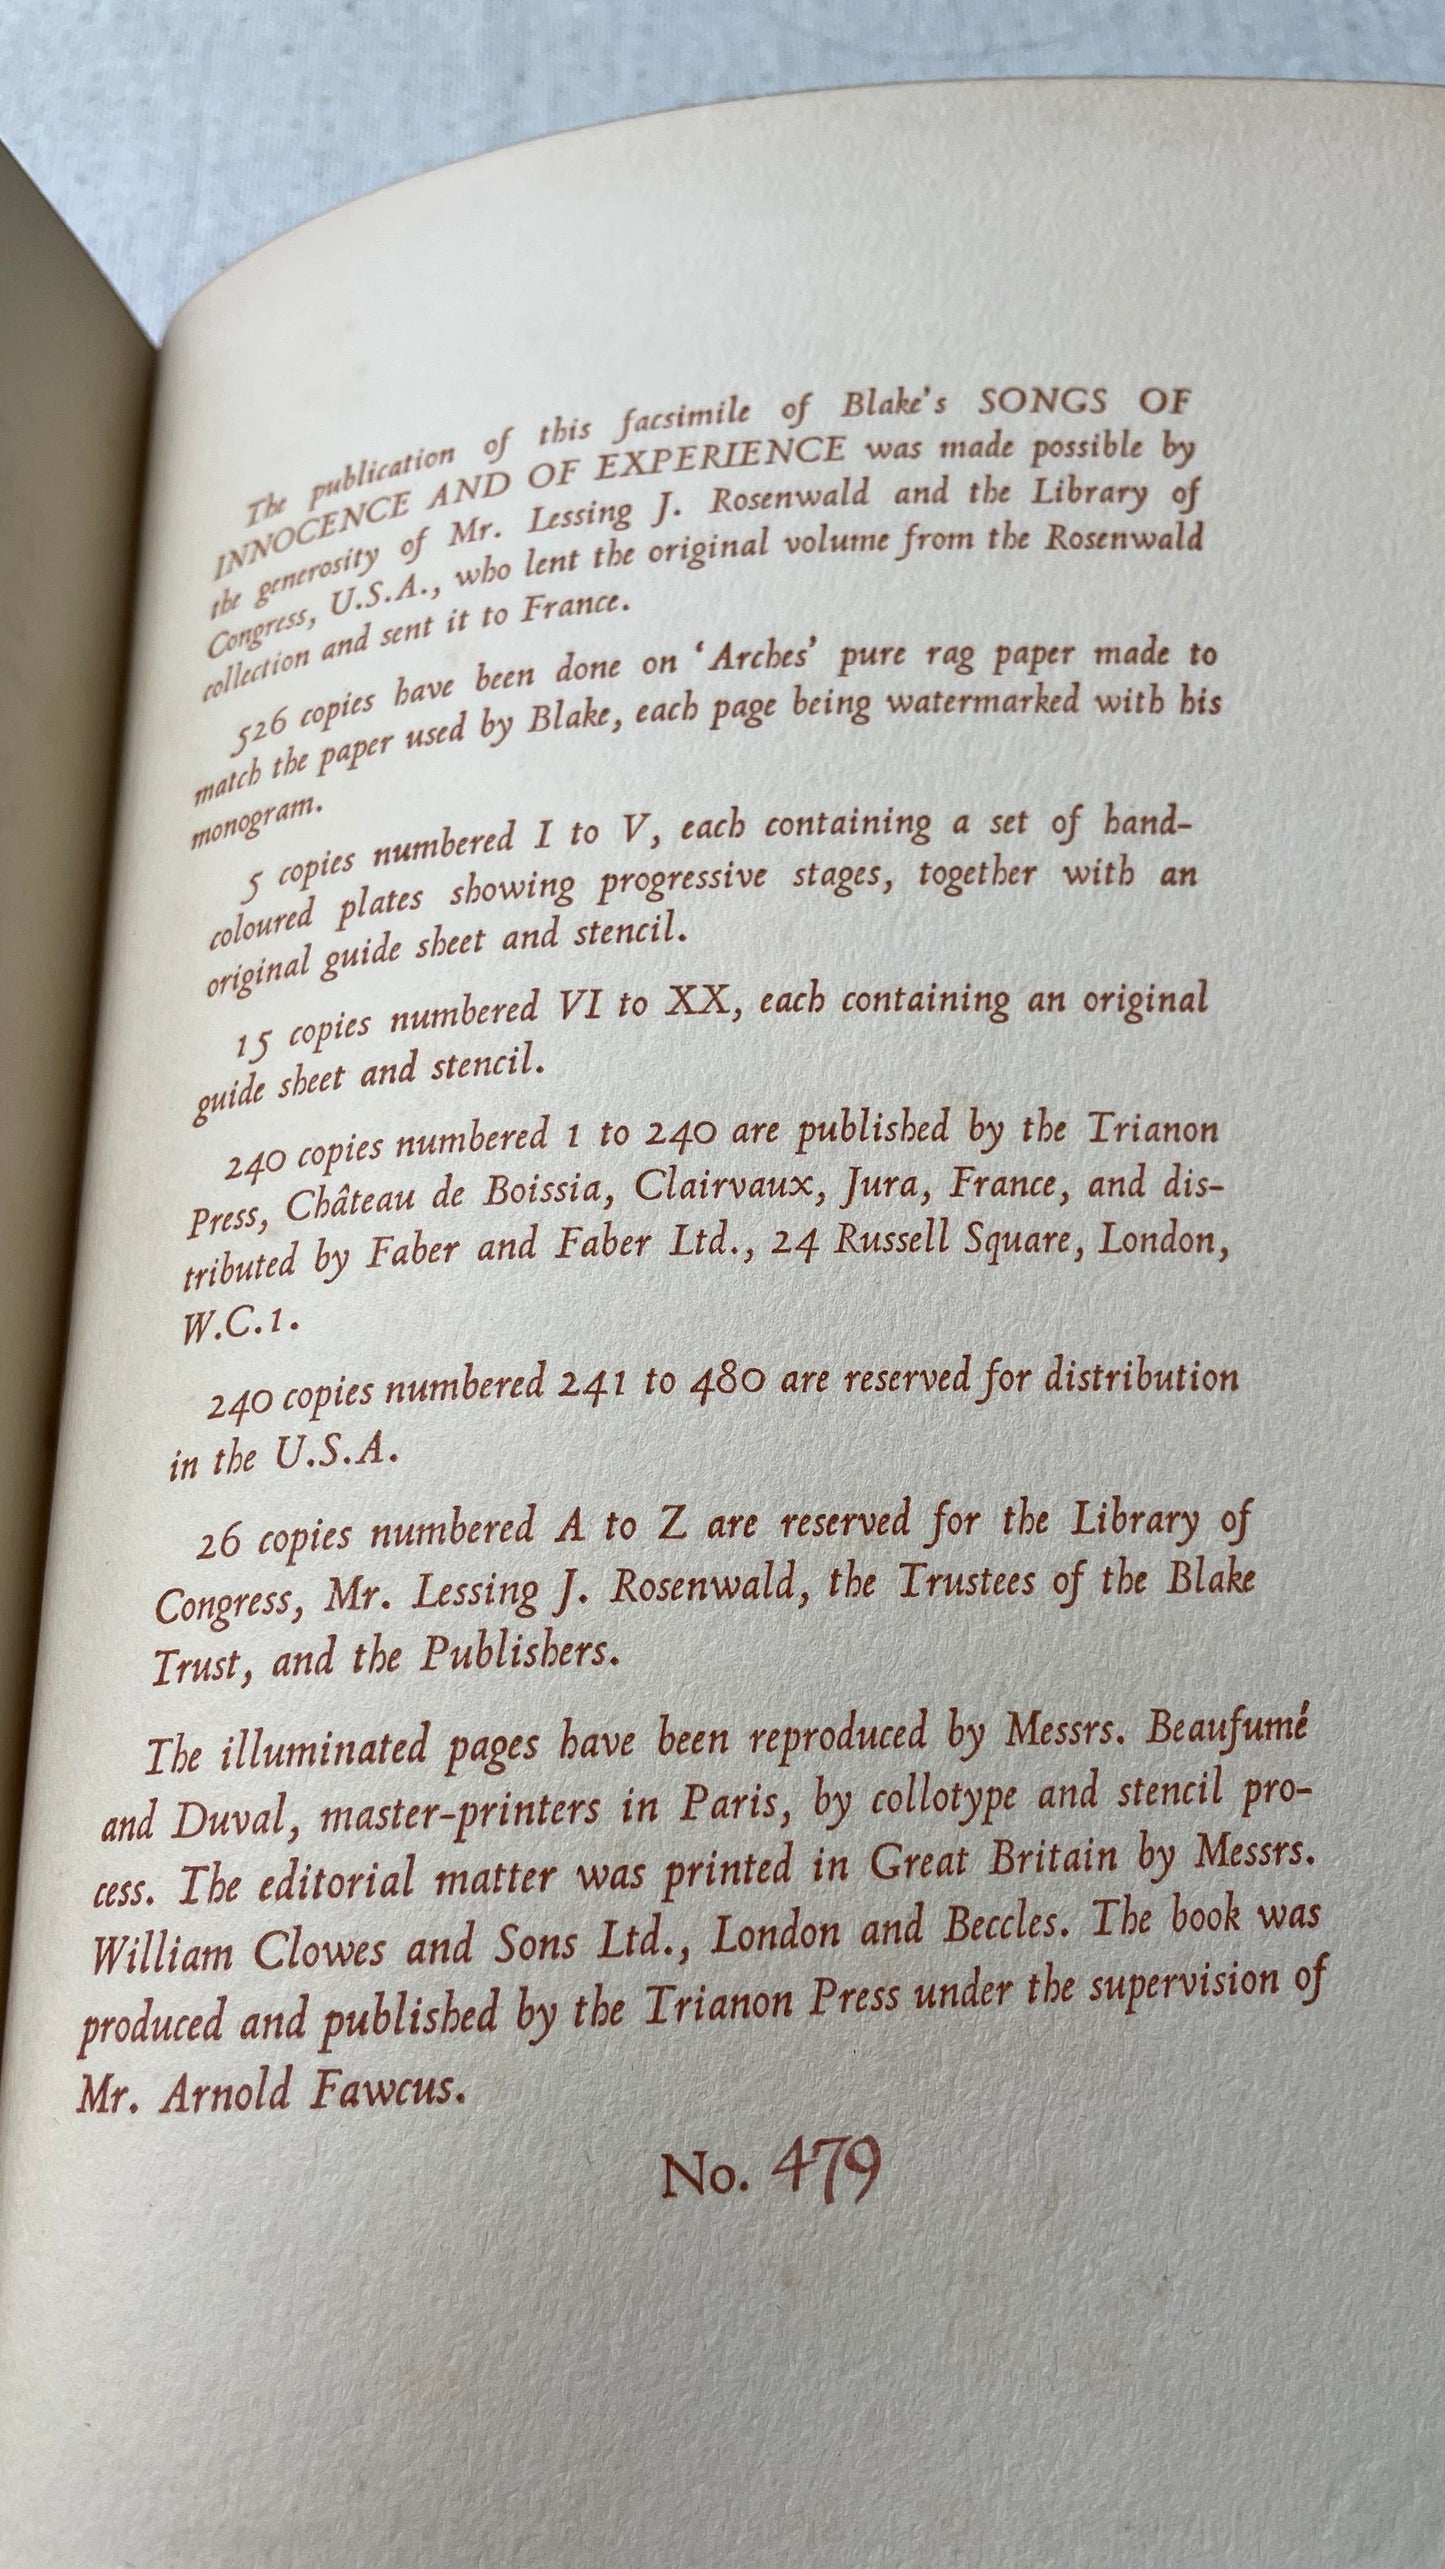 The publication of this facsimile of Blake's SONGS OF
INNOCENCE AND OF EXPERIENCE was made possible by
the generosity of Mr. Lessing J. Rosenwald and the Library of
Congress, U.S.A., who lent the original volume from the Rosenwald
collection and sent it to France.
526 copies have been done on ‘Arches’ pure rag paper made to
match the paper used by Blake, each page being watermarked with his
monogram.
5 copies numbered I to V, each containing a set of hand-
coloured plates showing progressive stages, together with an
original guide sheet and stencil.
15 copies numbered VI to XX, each containing an original
guide sheet and stencil.
240 copies numbered 1 to 240 are published by the Trianon
Press, Château de Boissia, Clairvaux, Jura, France, and dis-
tributed by Faber and Faber Ltd., 24 Russell Square, London,
W.C.1.
240 copies numbered 241 to 480 are reserved for distribution
in the U.S.A.
26 copies numbered A to Z are reserved for the Library of
Congress, Mr. Lessing J. Rosenwald, the Trustees of the Blake
Trust, and the Publishers.
The illuminated pages have been reproduced by Messrs. Beaufumé
and Duval, master-printers in Paris, by collotype and stencil pro-
cess. The editorial matter was printed in Great Britain by Messrs.
William Clowes and Sons Ltd., London and Beccles. The book was
produced and published by the Trianon Press under the supervision of
Mr. Arnold Fawcus.
No. 479